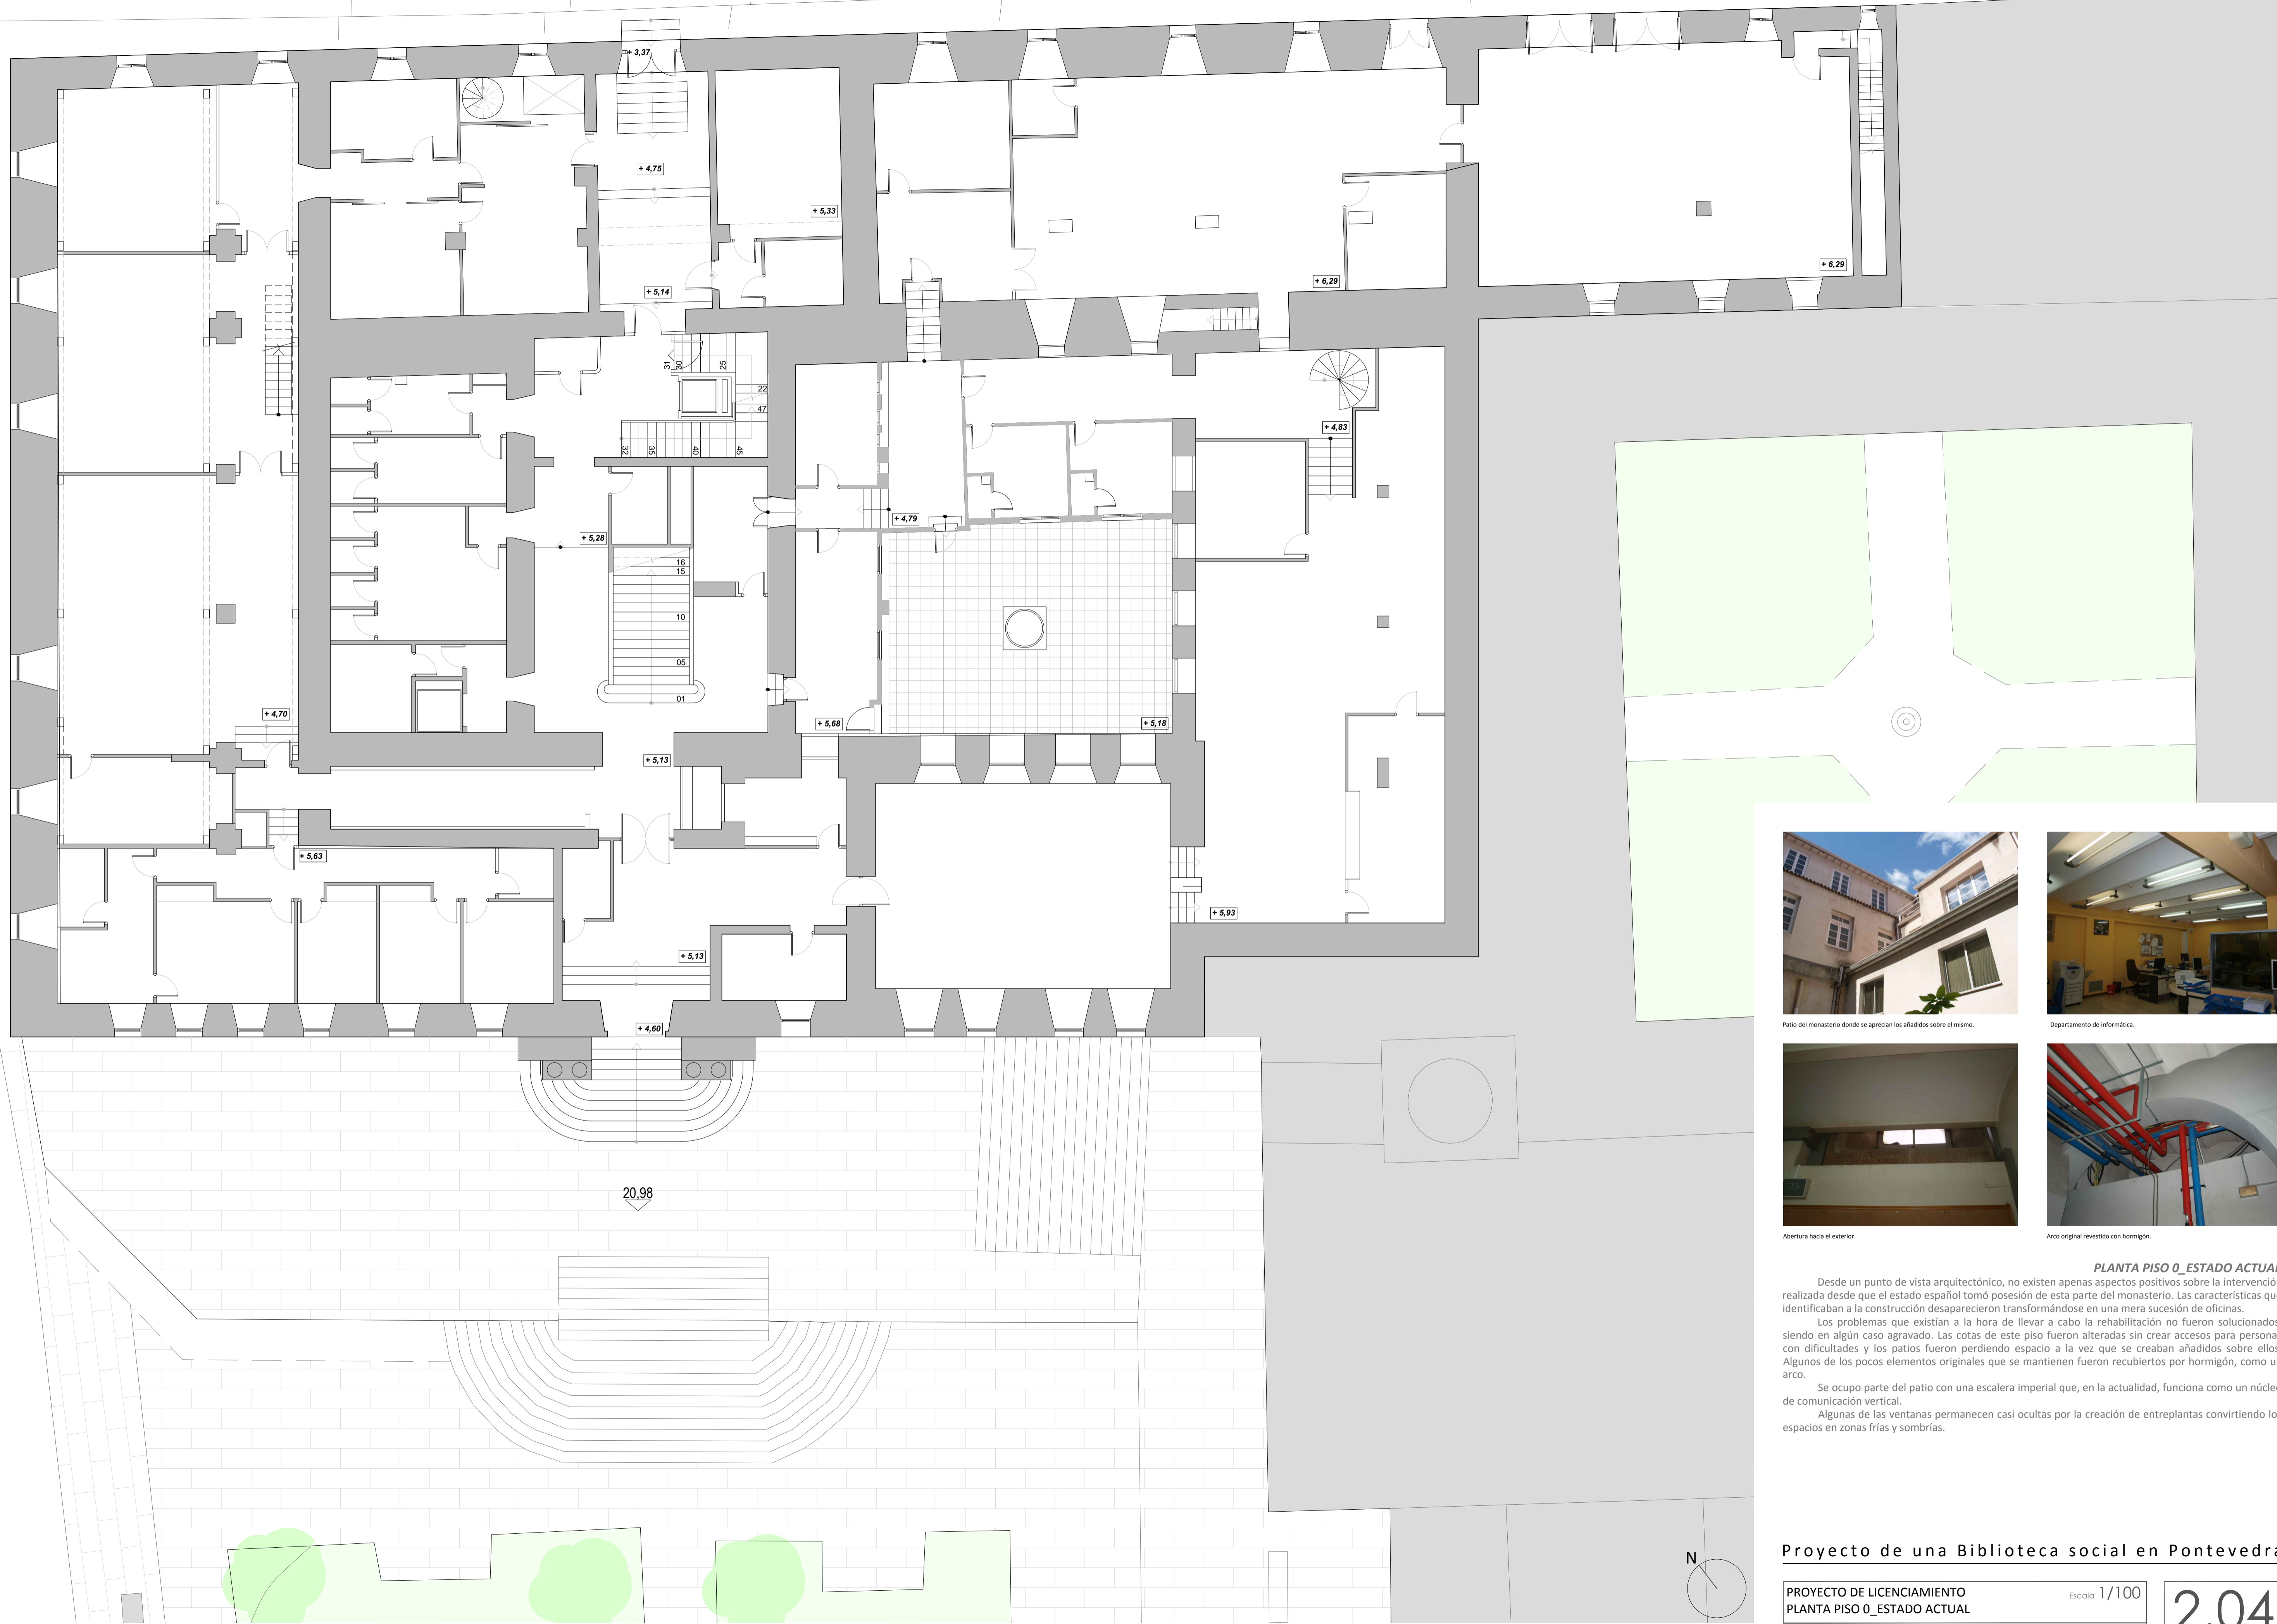 + 3,37
+ 4,75
+ 5,33
+ 5,14
+ 6,29
+ 6,29
31
30
25
22
47
32
35
40
45
+ 4,83
+ 4,79
+ 5,28
16
15
10
05
01
+ 4,70
+ 5,68
+ 5,18
+ 5,13
+ 5,63
+ 5,93
+ 5,13
+ 4,60
20,98
N
Patio del monasterio donde se aprecian los añadidos sobre el mismo.
Departamento de informática.
Abertura hacia el exterior.
Arco original revestido con hormigón.
PLANTA PISO 0_ESTADO ACTUAL
Desde un punto de vista arquitectónico, no existen apenas aspectos positivos sobre la intervenció
realizada desde que el estado español tomó posesión de esta parte del monasterio. Las características qu
identificaban a la construcción desaparecieron transformándose en una mera sucesión de oficinas.
Los problemas que existían a la hora de llevar a cabo la rehabilitación no fueron solucionados
siendo en algún caso agravado. Las cotas de este piso fueron alteradas sin crear accesos para persona
con dificultades y los patios fueron perdiendo espacio a la vez que se creaban añadidos sobre ellos
Algunos de los pocos elementos originales que se mantienen fueron recubiertos por hormigón, como u
arco.
Se ocupo parte del patio con una escalera imperial que, en la actualidad, funciona como un núcle
de comunicación vertical.
Algunas de las ventanas permanecen casi ocultas por la creación de entreplantas convirtiendo lo
espacios en zonas frías y sombrías.
Proyecto de una Biblioteca social en Pontevedra
PROYECTO DE LICENCIAMIENTO
PLANTA PISO 0_ESTADO ACTUAL
Escala 1/100
2.04